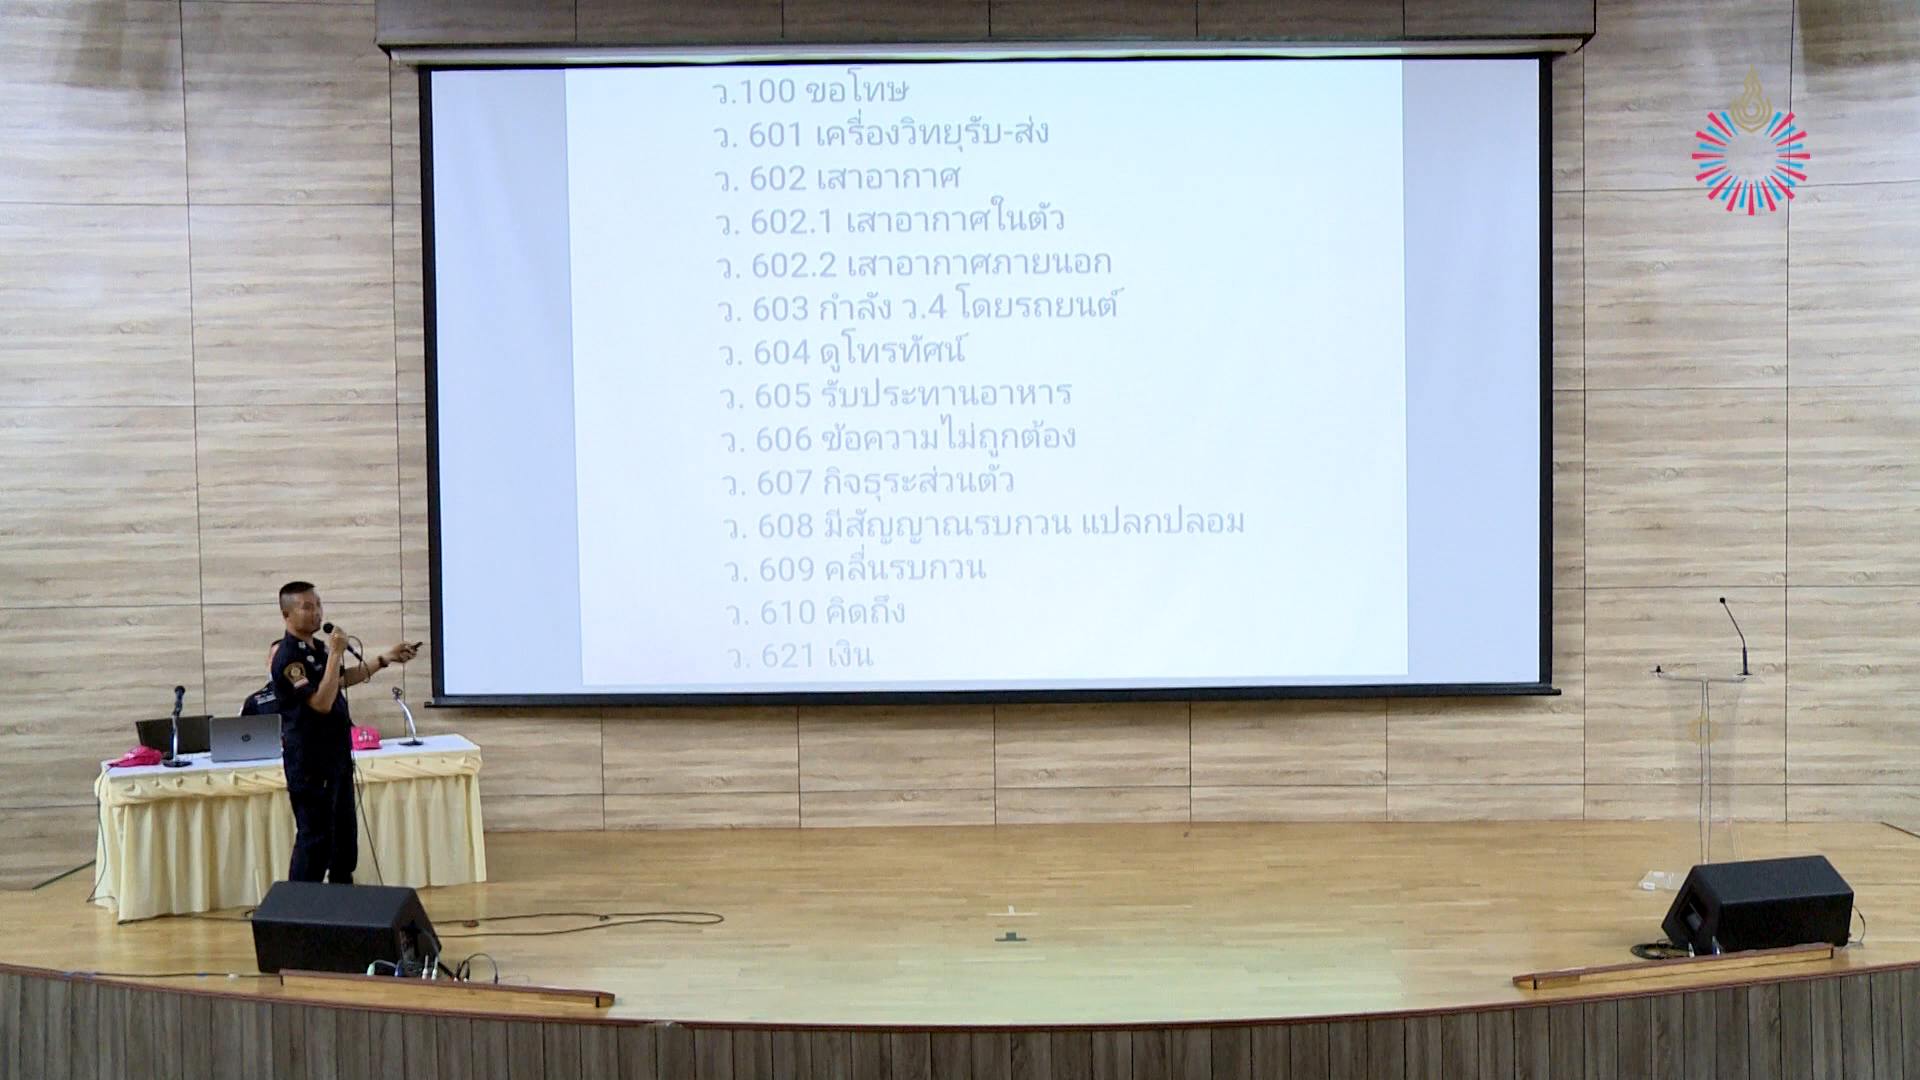 ว.100 ขอโทษ
ว. 601 เครื่องวิทยุรับ-ส่ง
ว. 602 เสาอากาศ
ว. 602.1 เสาอากาศในตัว
ว. 602.2 เสาอากาศภายนอก
ว. 603 กำลัง ว.4 โดยรถยนต์
ว. 604 ดูโทรทัศน์
ว. 605 รับประทานอาหาร
ว. 606 ข้อความไม่ถูกต้อง
ว. 607 กิจธุระส่วนตัว
ว. 608 มีสัญญาณรบกวน แปลกปลอม
ว. 609 คลื่นรบกวน
ว. 610 คิดถึง
ว. 621 เงิน